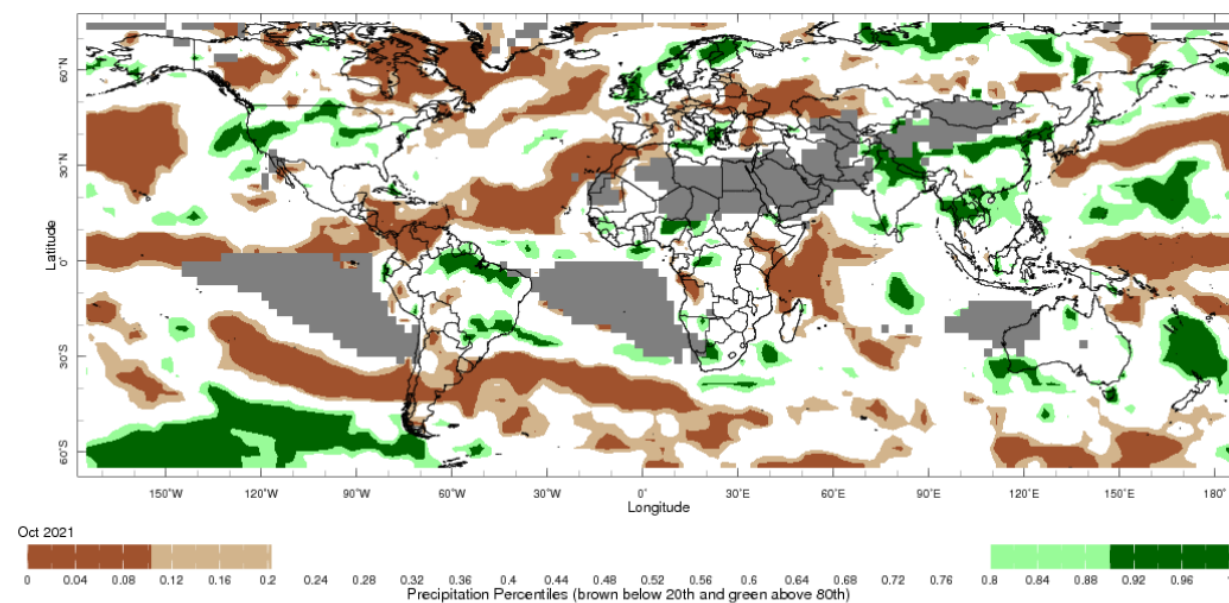 60°N
30°N
0°
30°S
60°S
Latitude
150°W 120°W 90°W 60°W 30°W 0° 30°E 60°E 90°E 120°E 150°E 180°
Longitude
Oct 2021
0 0.04 0.08 0.12 0.16 0.2 0.24 0.28 0.32 0.36 0.4 0.44 0.48 0.52 0.56 0.6 0.64 0.68 0.72 0.76 0.8 0.84 0.88 0.92 0.96
Precipitation Percentiles (brown below 20th and green above 80th)